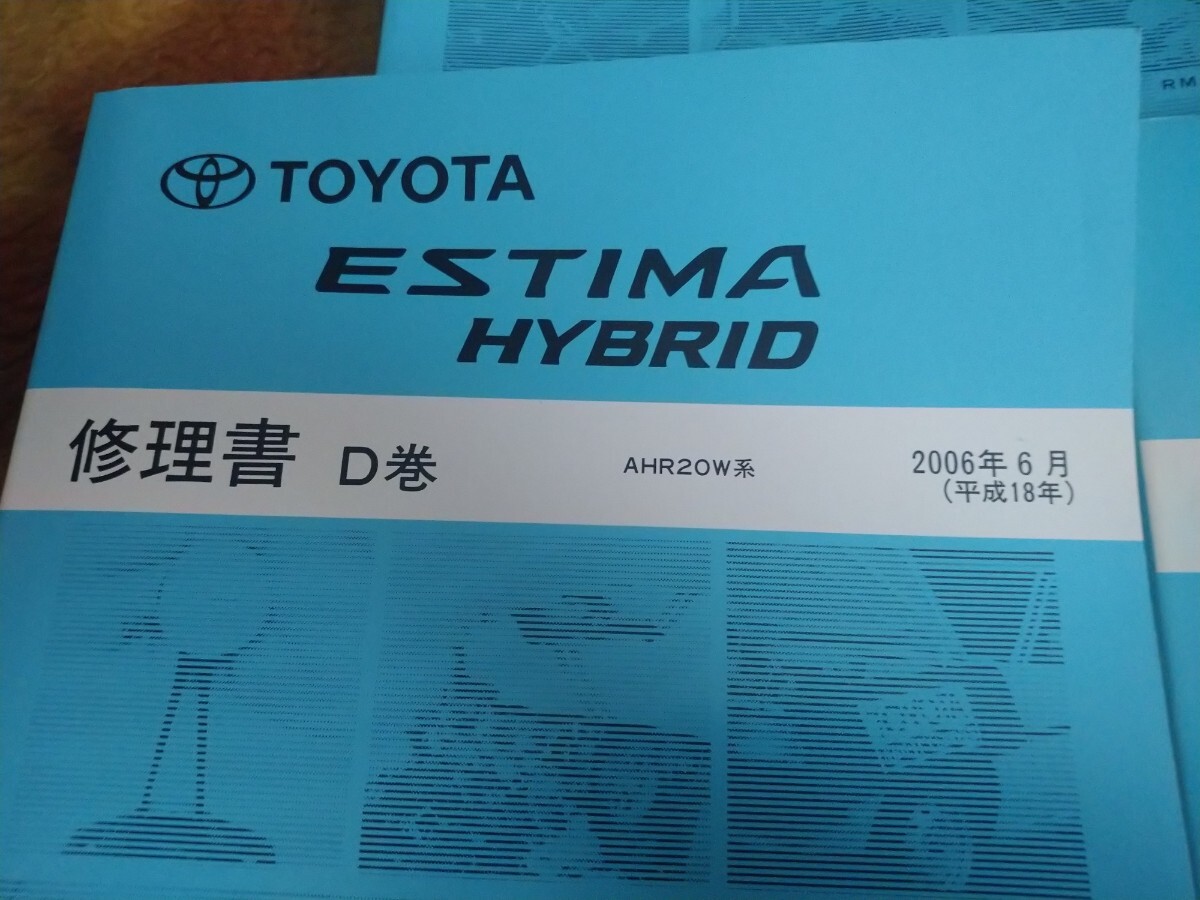 RM
TOYOTA
ESTIMA
HYBRID
修理書 D巻 AHR20W系 2006年6月
(平成18年)